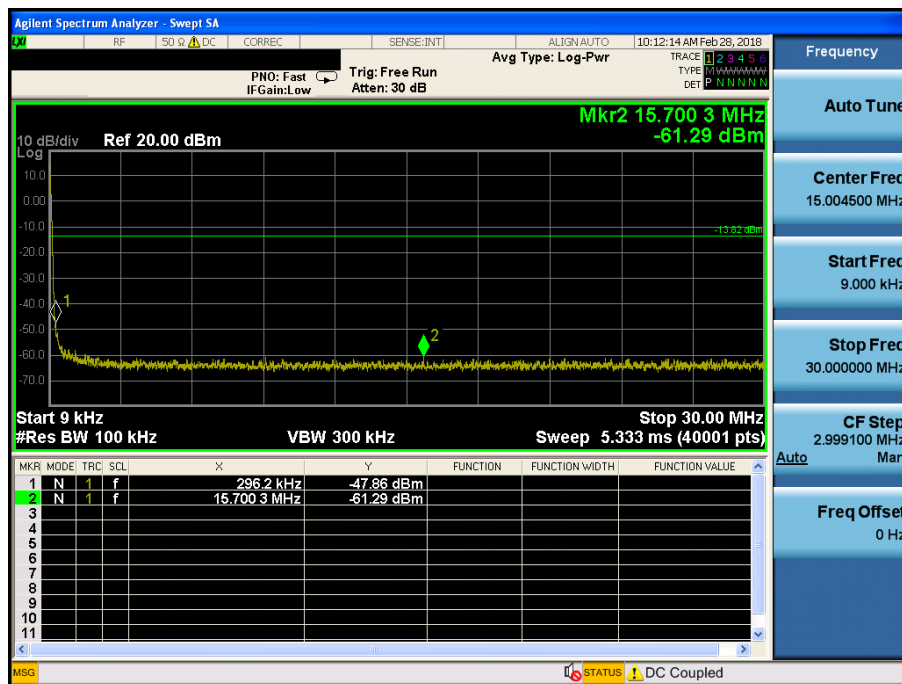 Agilent Spectrum Analyzer - Swept SA
LXI RF 50 Ω DC CORREC SENSE:INT ALIGN AUTO 10:12:14 AM Feb 28, 2018
PNO: Fast
IFGain:Low
Trig: Free Run
Atten: 30 dB
Avg Type: Log-Pwr
TRACE 1 2 3 4 5 6
TYPE M WWWWW
DET P N N N N N
Mkr2 15.700 3 MHz
-61.29 dBm
10 dB/div Ref 20.00 dBm
Log
10.0
0.00
-10.0
-13.82 dBm
-20.0
-30.0
-40.0
1
-50.0
2
-60.0
-70.0
Start 9 kHz Stop 30.00 MHz
#Res BW 100 kHz VBW 300 kHz Sweep 5.333 ms (40001 pts)
MKR MODE TRC SCL X Y FUNCTION FUNCTION WIDTH FUNCTION VALUE
1 N 1 f 296.2 kHz -47.86 dBm
2 N 1 f 15.700 3 MHz -61.29 dBm
3
4
5
6
7
8
9
10
11
MSG STATUS DC Coupled
Frequency
Auto Tune
Center Freq
15.004500 MHz
Start Freq
9.000 kHz
Stop Freq
30.000000 MHz
CF Step
2.999100 MHz
Auto Man
Freq Offset
0 Hz